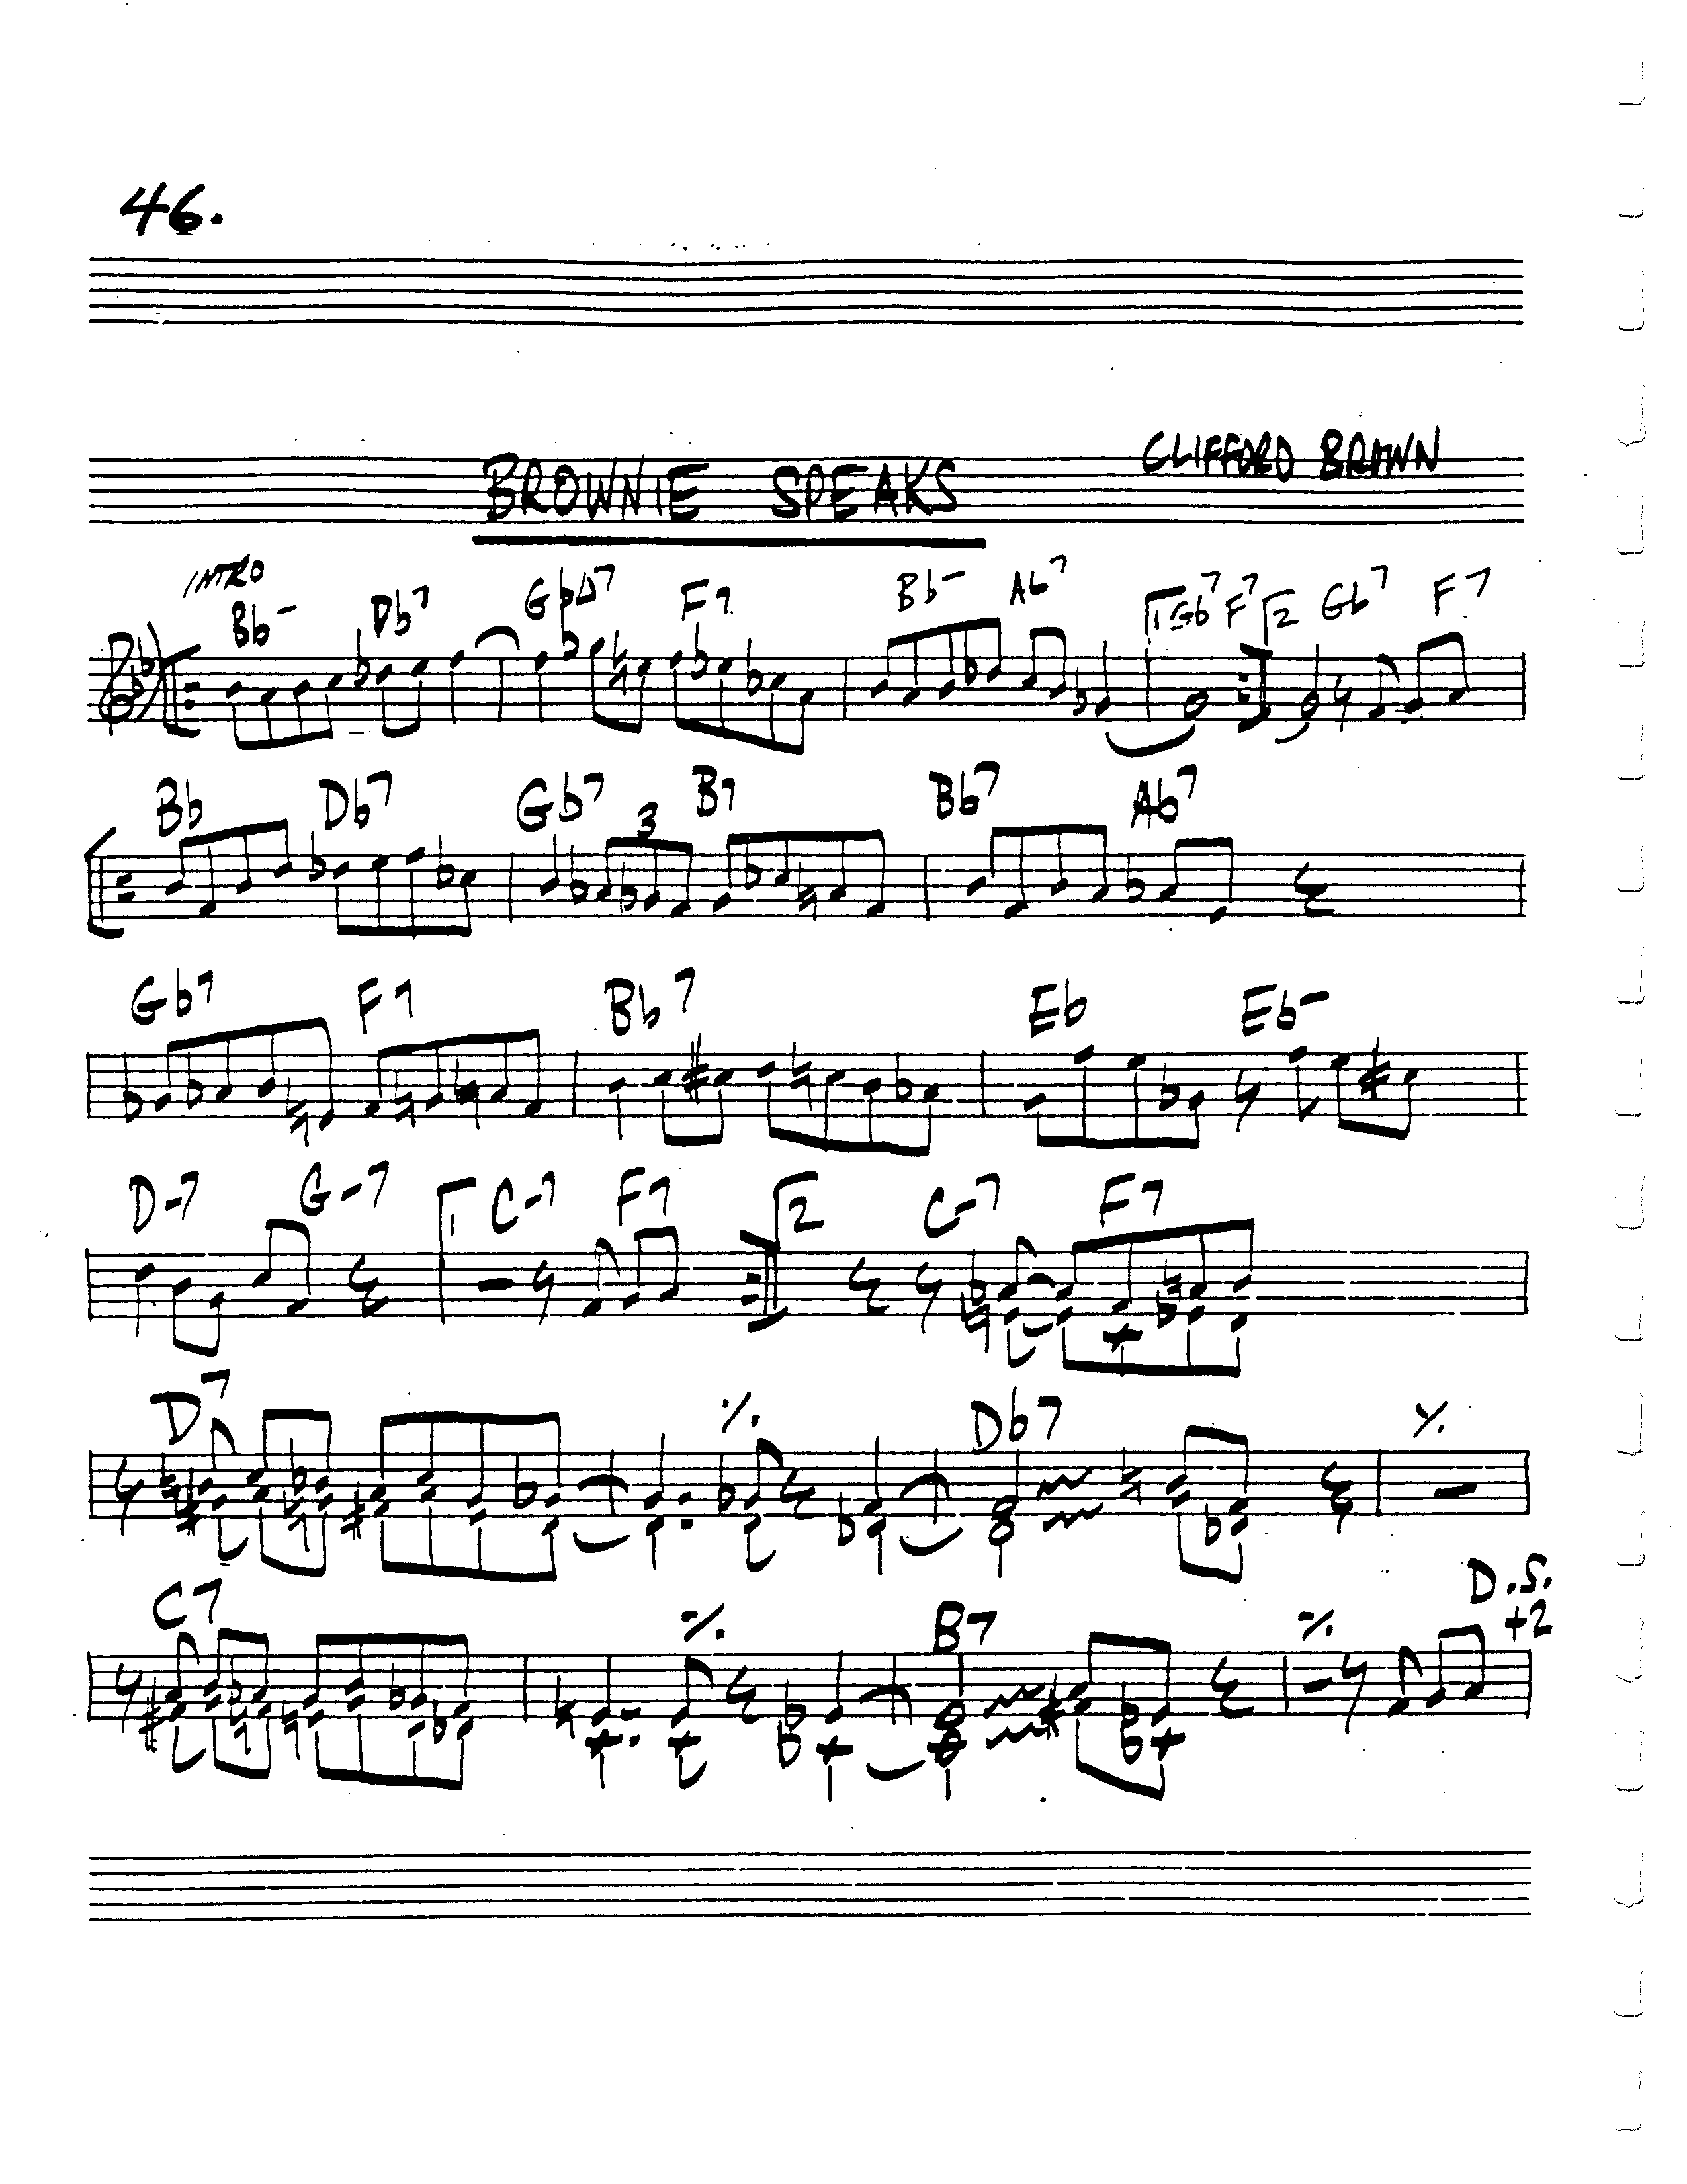 46.
BROWNIE SPEAKS
CLIFFORD BROWN
INTRO
Bb- Db7 GbΔ7 F7 Bb- Ab7 1 Gb7 F7 2 Gb7 F7
Bb Db7 Gb7 3 B7 Bb7 Ab7
Gb7 F7 Bb7 Eb Eb-
D-7 G-7 1 C-7 F7 2 C-7 F7
D7 ٪ Db7 ٪
C7 ٪ B7 ٪ D.S.
+2